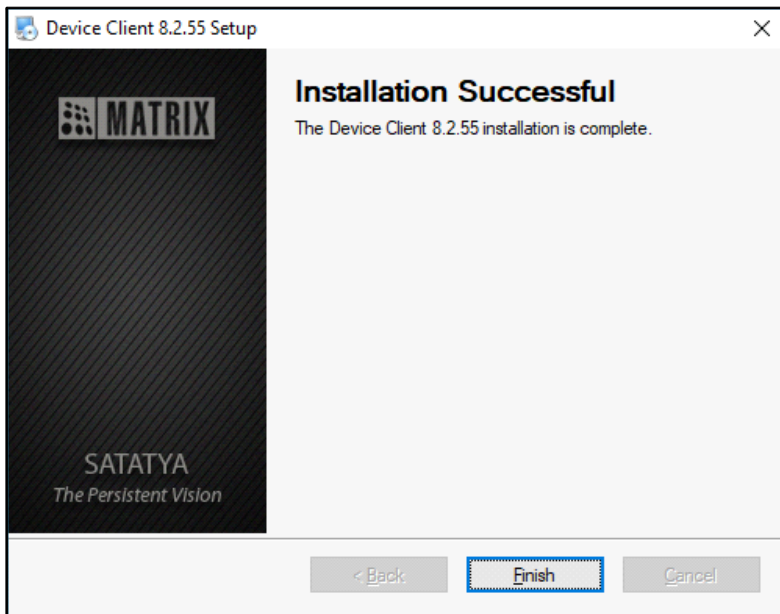 Device Client 8.2.55 Setup
MATRIX
Installation Successful
The Device Client 8.2.55 installation is complete.
SATATYA
The Persistent Vision
< Back
Finish
Cancel